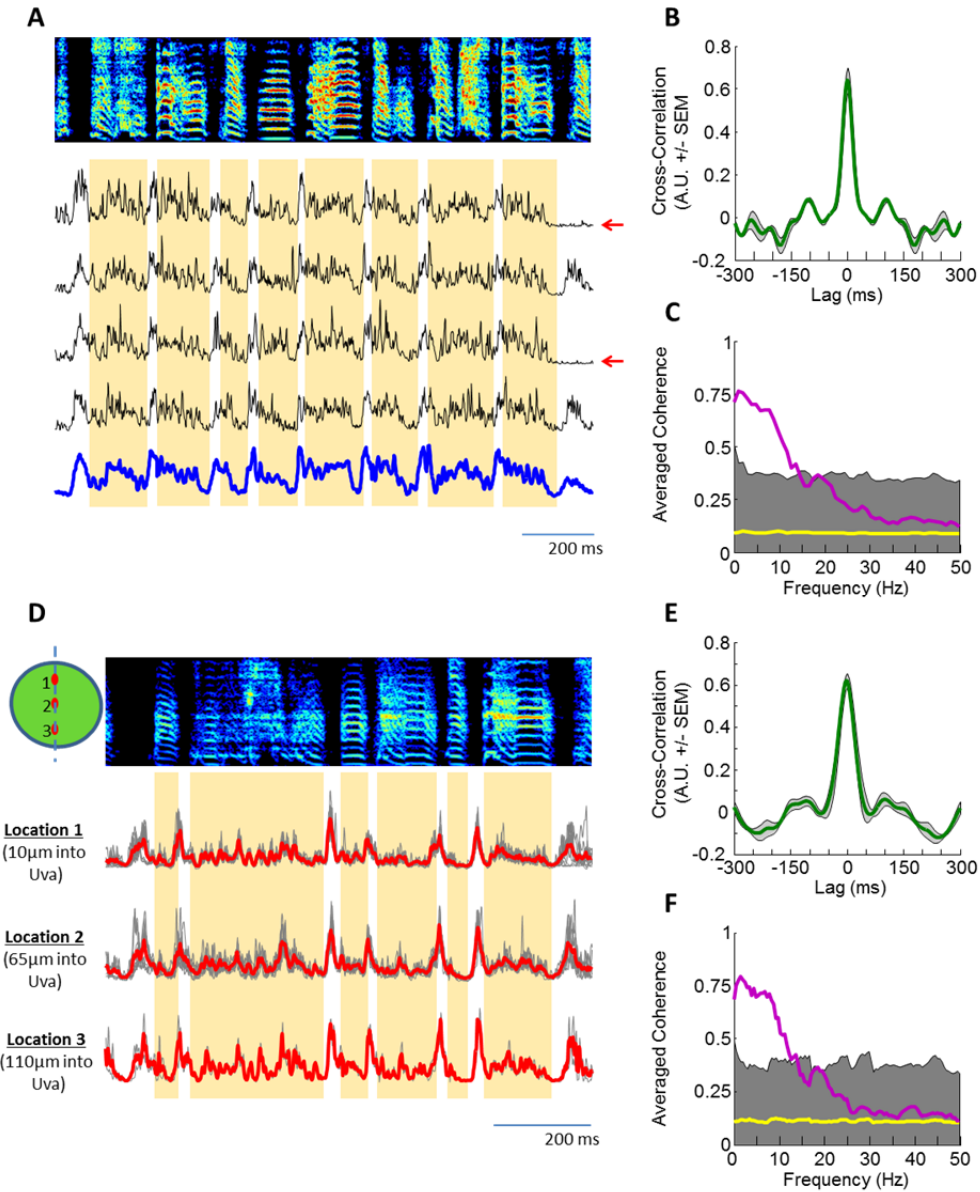 A
200 ms
B
Cross-Correlation
(A.U. +/- SEM)
0.8
0.6
0.4
0.2
0
-0.2
-300 -150 0 150 300
Lag (ms)
C
Averaged Coherence
1
0.75
0.5
0.25
0
0 10 20 30 40 50
Frequency (Hz)
D
1
2
3
Location 1
(10µm into
Uva)
Location 2
(65µm into
Uva)
Location 3
(110µm into
Uva)
200 ms
E
Cross-Correlation
(A.U. +/- SEM)
0.8
0.6
0.4
0.2
0
-0.2
-300 -150 0 150 300
Lag (ms)
F
Averaged Coherence
1
0.75
0.5
0.25
0
0 10 20 30 40 50
Frequency (Hz)